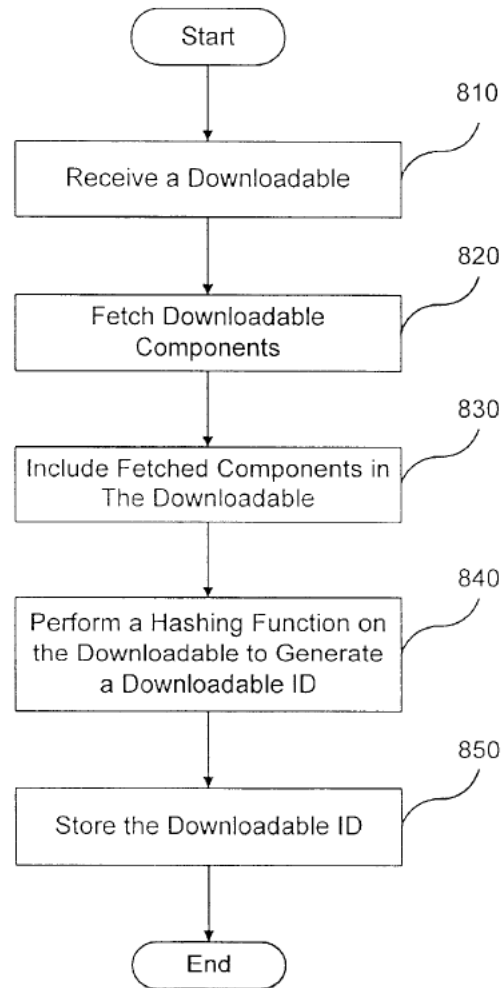 Start
810
Receive a Downloadable
820
Fetch Downloadable
Components
830
Include Fetched Components in
The Downloadable
840
Perform a Hashing Function on
the Downloadable to Generate
a Downloadable ID
850
Store the Downloadable ID
End